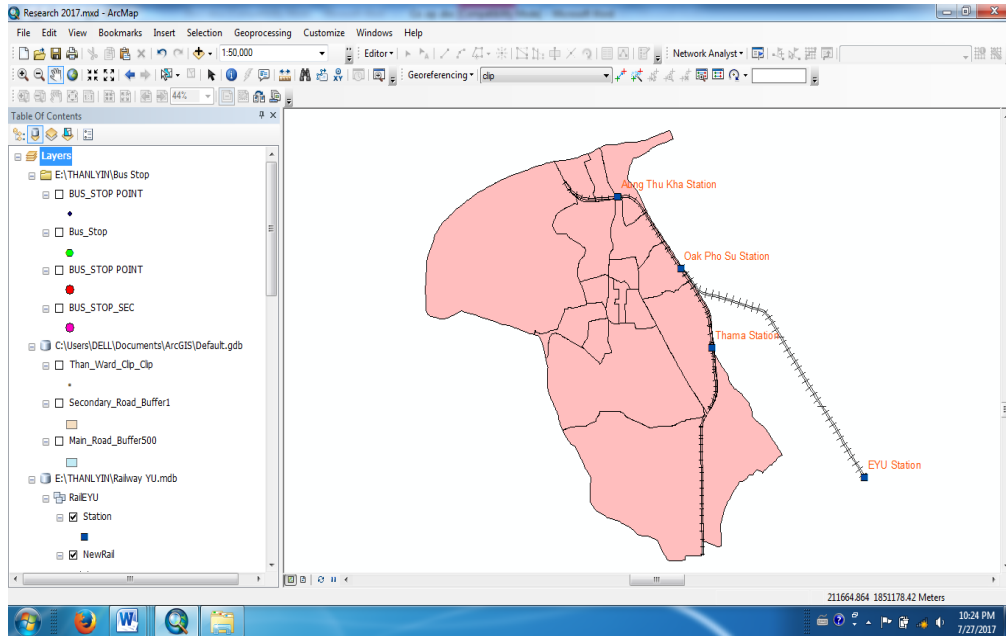 Research 2017.mxd - ArcMap
File Edit View Bookmarks Insert Selection Geoprocessing Customize Windows Help
1:50,000 Editor Network Analyst
Georeferencing clip
44%
Table Of Contents
Layers
E:\THANLYIN\Bus Stop
BUS_STOP POINT
Bus_Stop
BUS_STOP POINT
BUS_STOP_SEC
C:\Users\DELL\Documents\ArcGIS\Default.gdb
Than_Ward_Clip_Clip
Secondary_Road_Buffer1
Main_Road_Buffer500
E:\THANLYIN\Railway YU.mdb
RailEYU
Station
NewRail
Aung Thu Kha Station
Oak Pho Su Station
Thama Station
EYU Station
211664.864 1851178.42 Meters
10:24 PM
7/27/2017